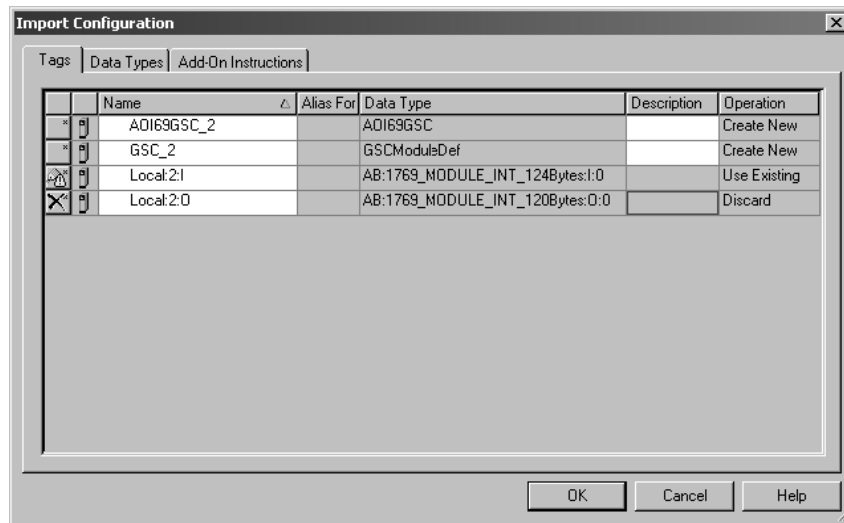 Import Configuration
Tags Data Types Add-On Instructions
Name Alias For Data Type Description Operation
AOI69GSC_2 AOI69GSC Create New
GSC_2 GSCModuleDef Create New
Local:2:I AB:1769_MODULE_INT_124Bytes:I:0 Use Existing
Local:2:O AB:1769_MODULE_INT_120Bytes:O:0 Discard
OK Cancel Help